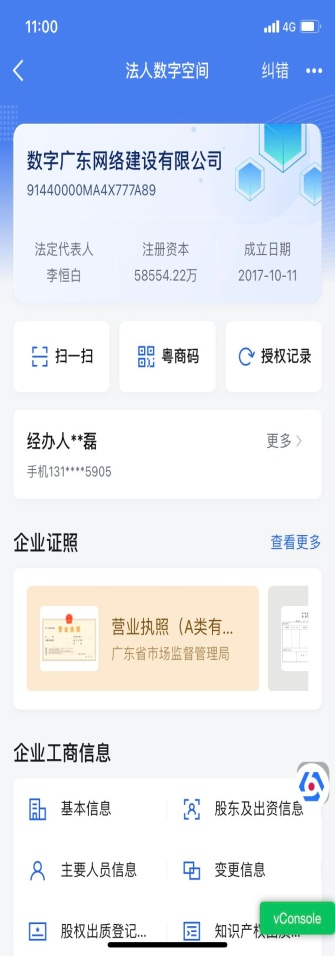 11:00
4G
法人数字空间
纠错
数字广东网络建设有限公司
91440000MA4X777A89
法定代表人
注册资本
成立日期
李恒白
58554.22万
2017-10-11
扫一扫
粤商码
授权记录
经办人**磊
更多
手机131****5905
企业证照
查看更多
营业执照
营业执照（A类有...
广东省市场监督管理局
企业工商信息
基本信息
股东及出资信息
主要人员信息
变更信息
股权出质登记...
知识产权出质...
vConsole